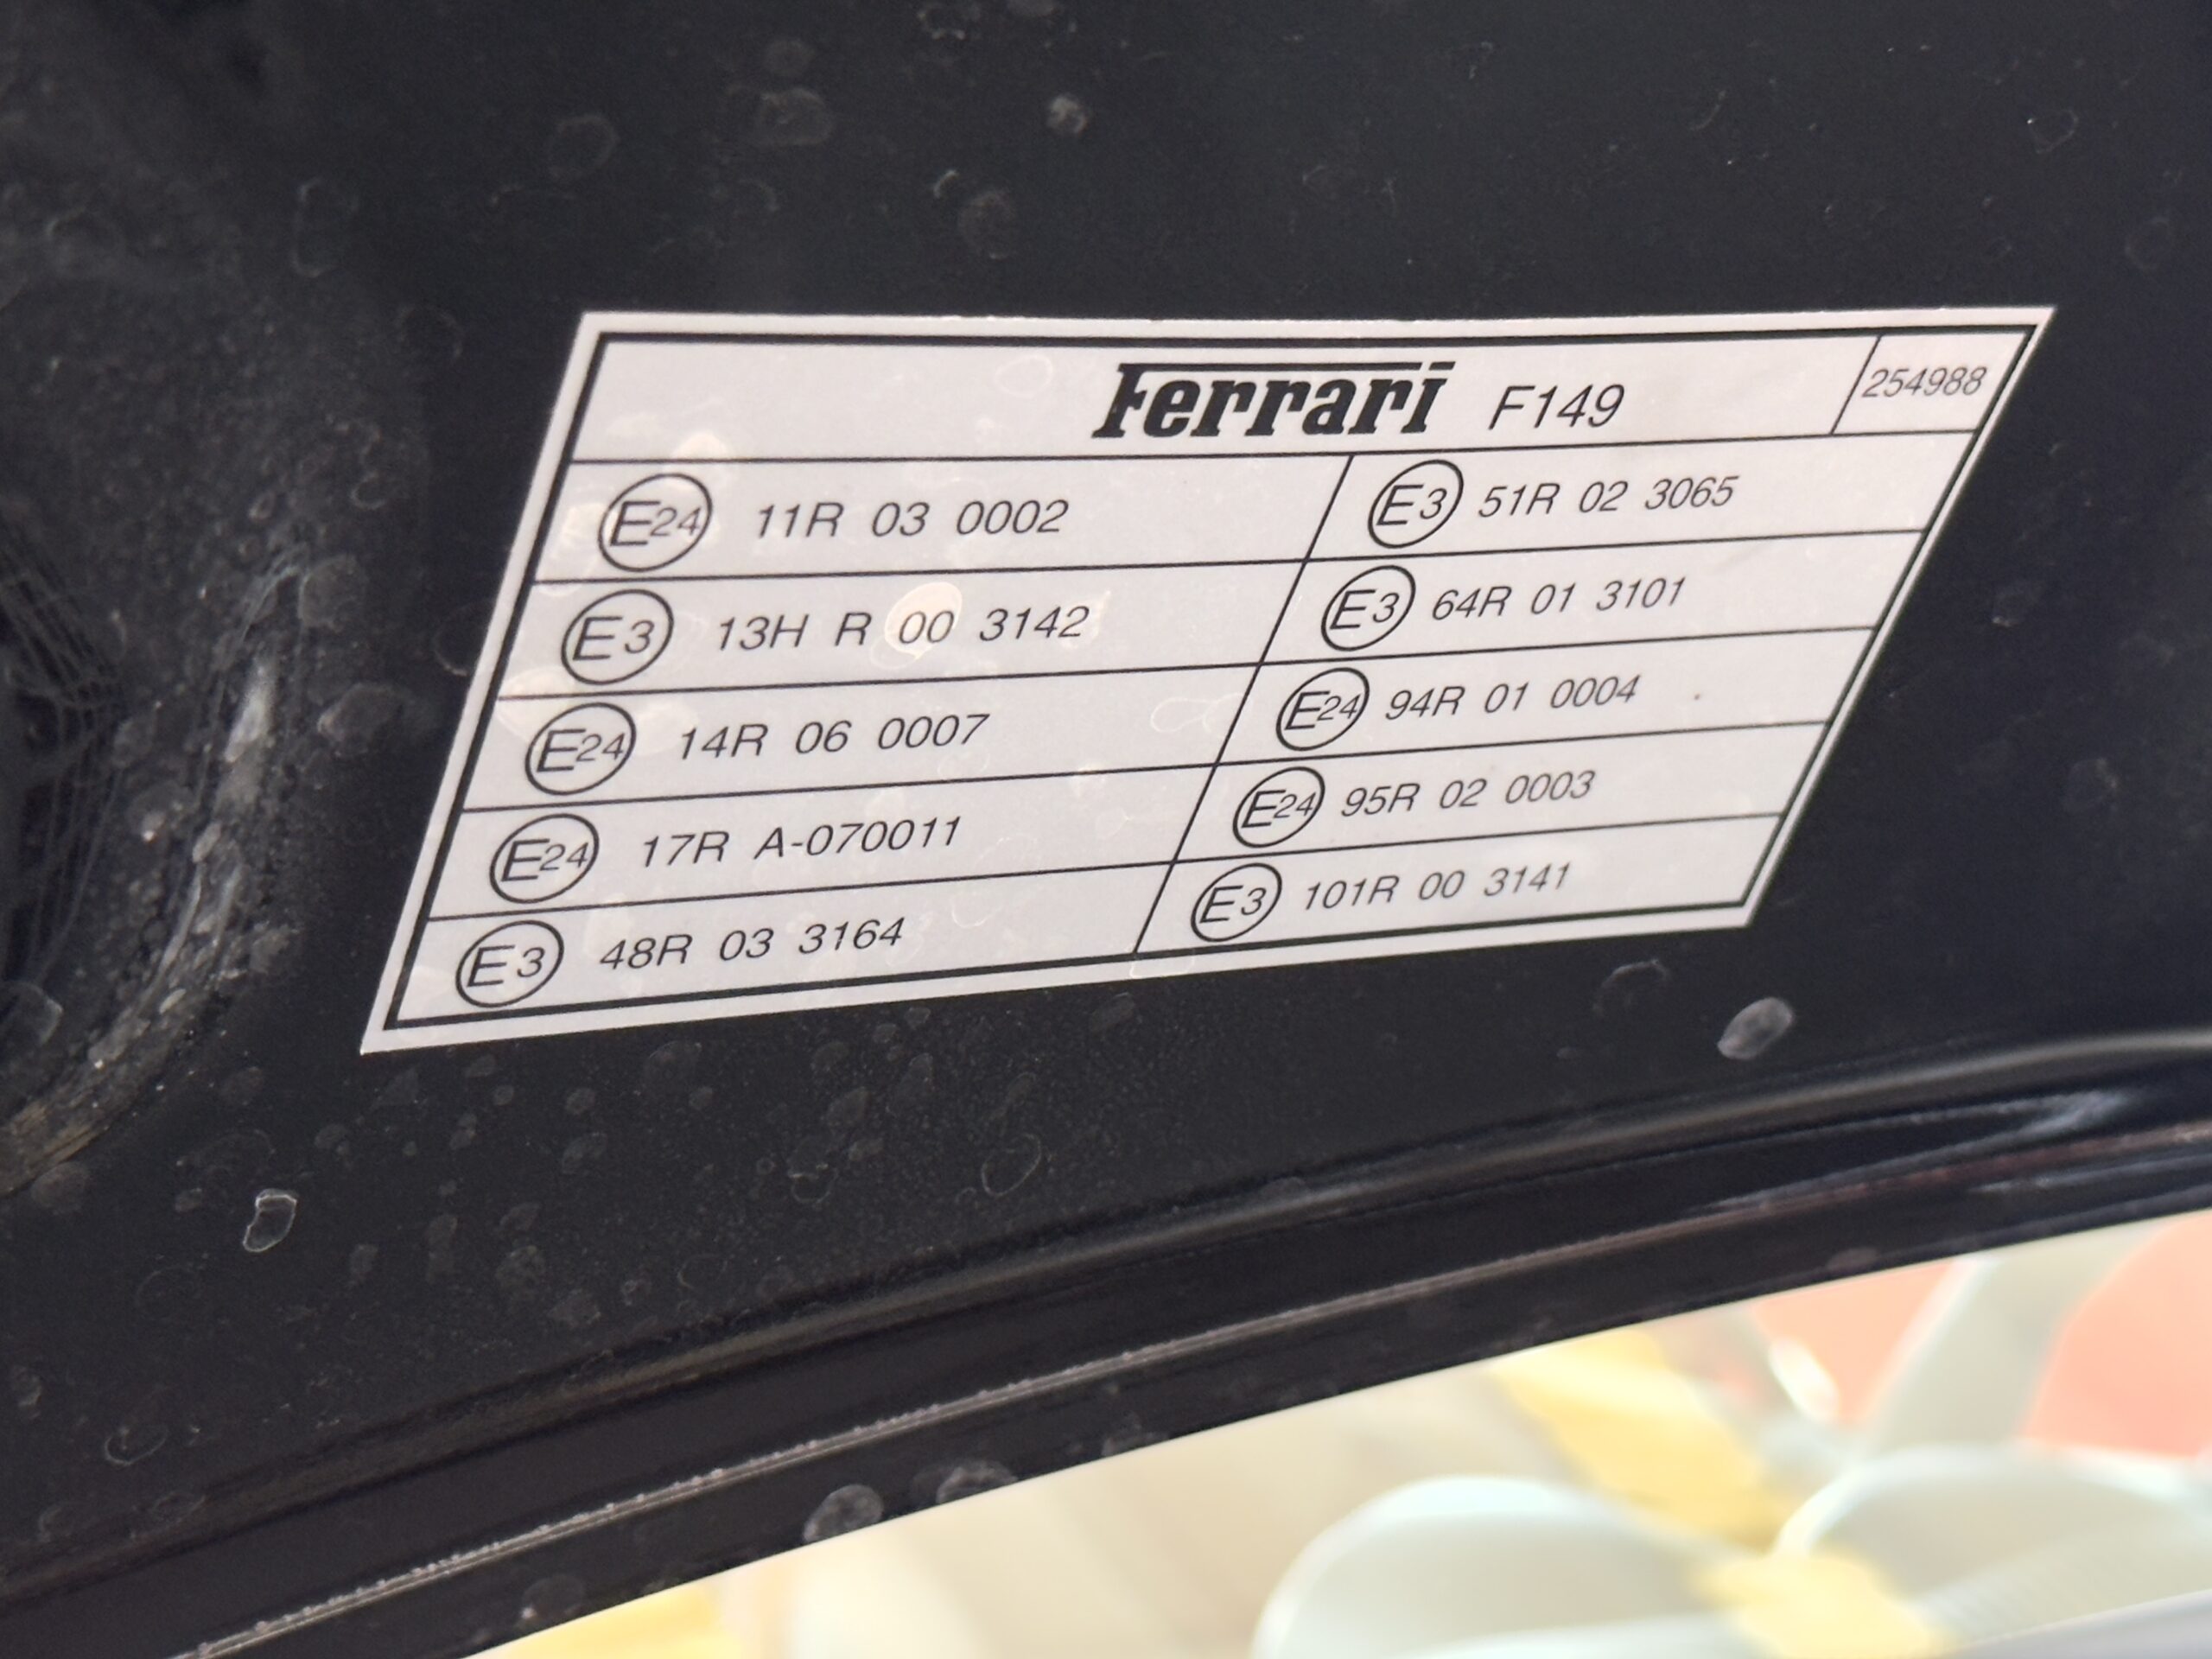 Ferrari F149 254988
E24 11R 03 0002 E3 51R 02 3065
E3 13H R 00 3142 E3 64R 01 3101
E24 14R 06 0007 E24 94R 01 0004
E24 17R A-070011 E24 95R 02 0003
E3 48R 03 3164 E3 101R 00 3141